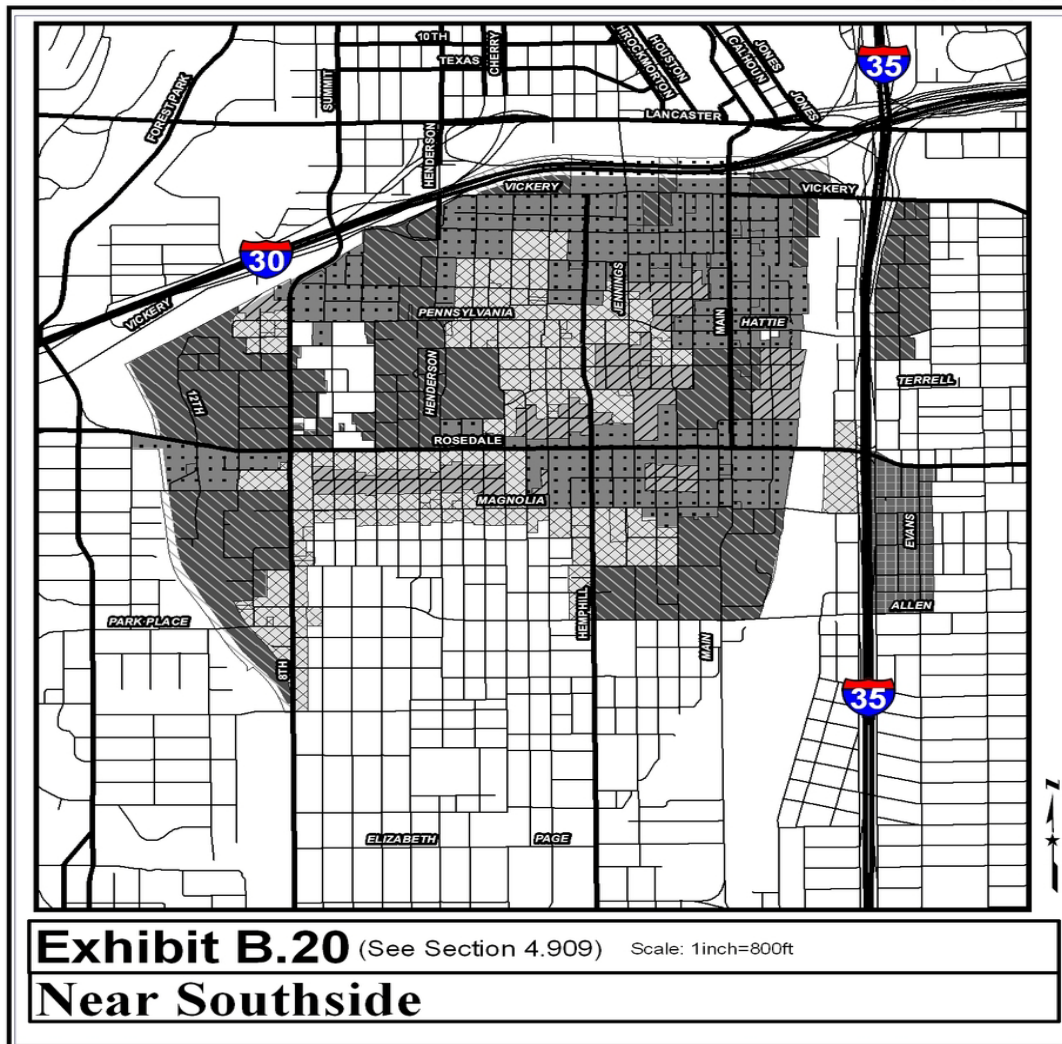 10TH
TEXAS
CHERRY
SUMMIT
FOREST PARK
THROCKMORTON
HOUSTON
CALHOUN
JONES
JONES
35
LANCASTER
HENDERSON
VICKERY
VICKERY
30
VICKERY
JENNINGS
PENNSYLVANIA
MAIN
HATTIE
HENDERSON
12TH
TERRELL
ROSEDALE
MAGNOLIA
EVANS
ALLEN
PARK PLACE
HEMPHILL
MAIN
8TH
35
ELIZABETH
PAGE
N
Exhibit B.20 (See Section 4.909) Scale: 1inch=800ft
Near Southside